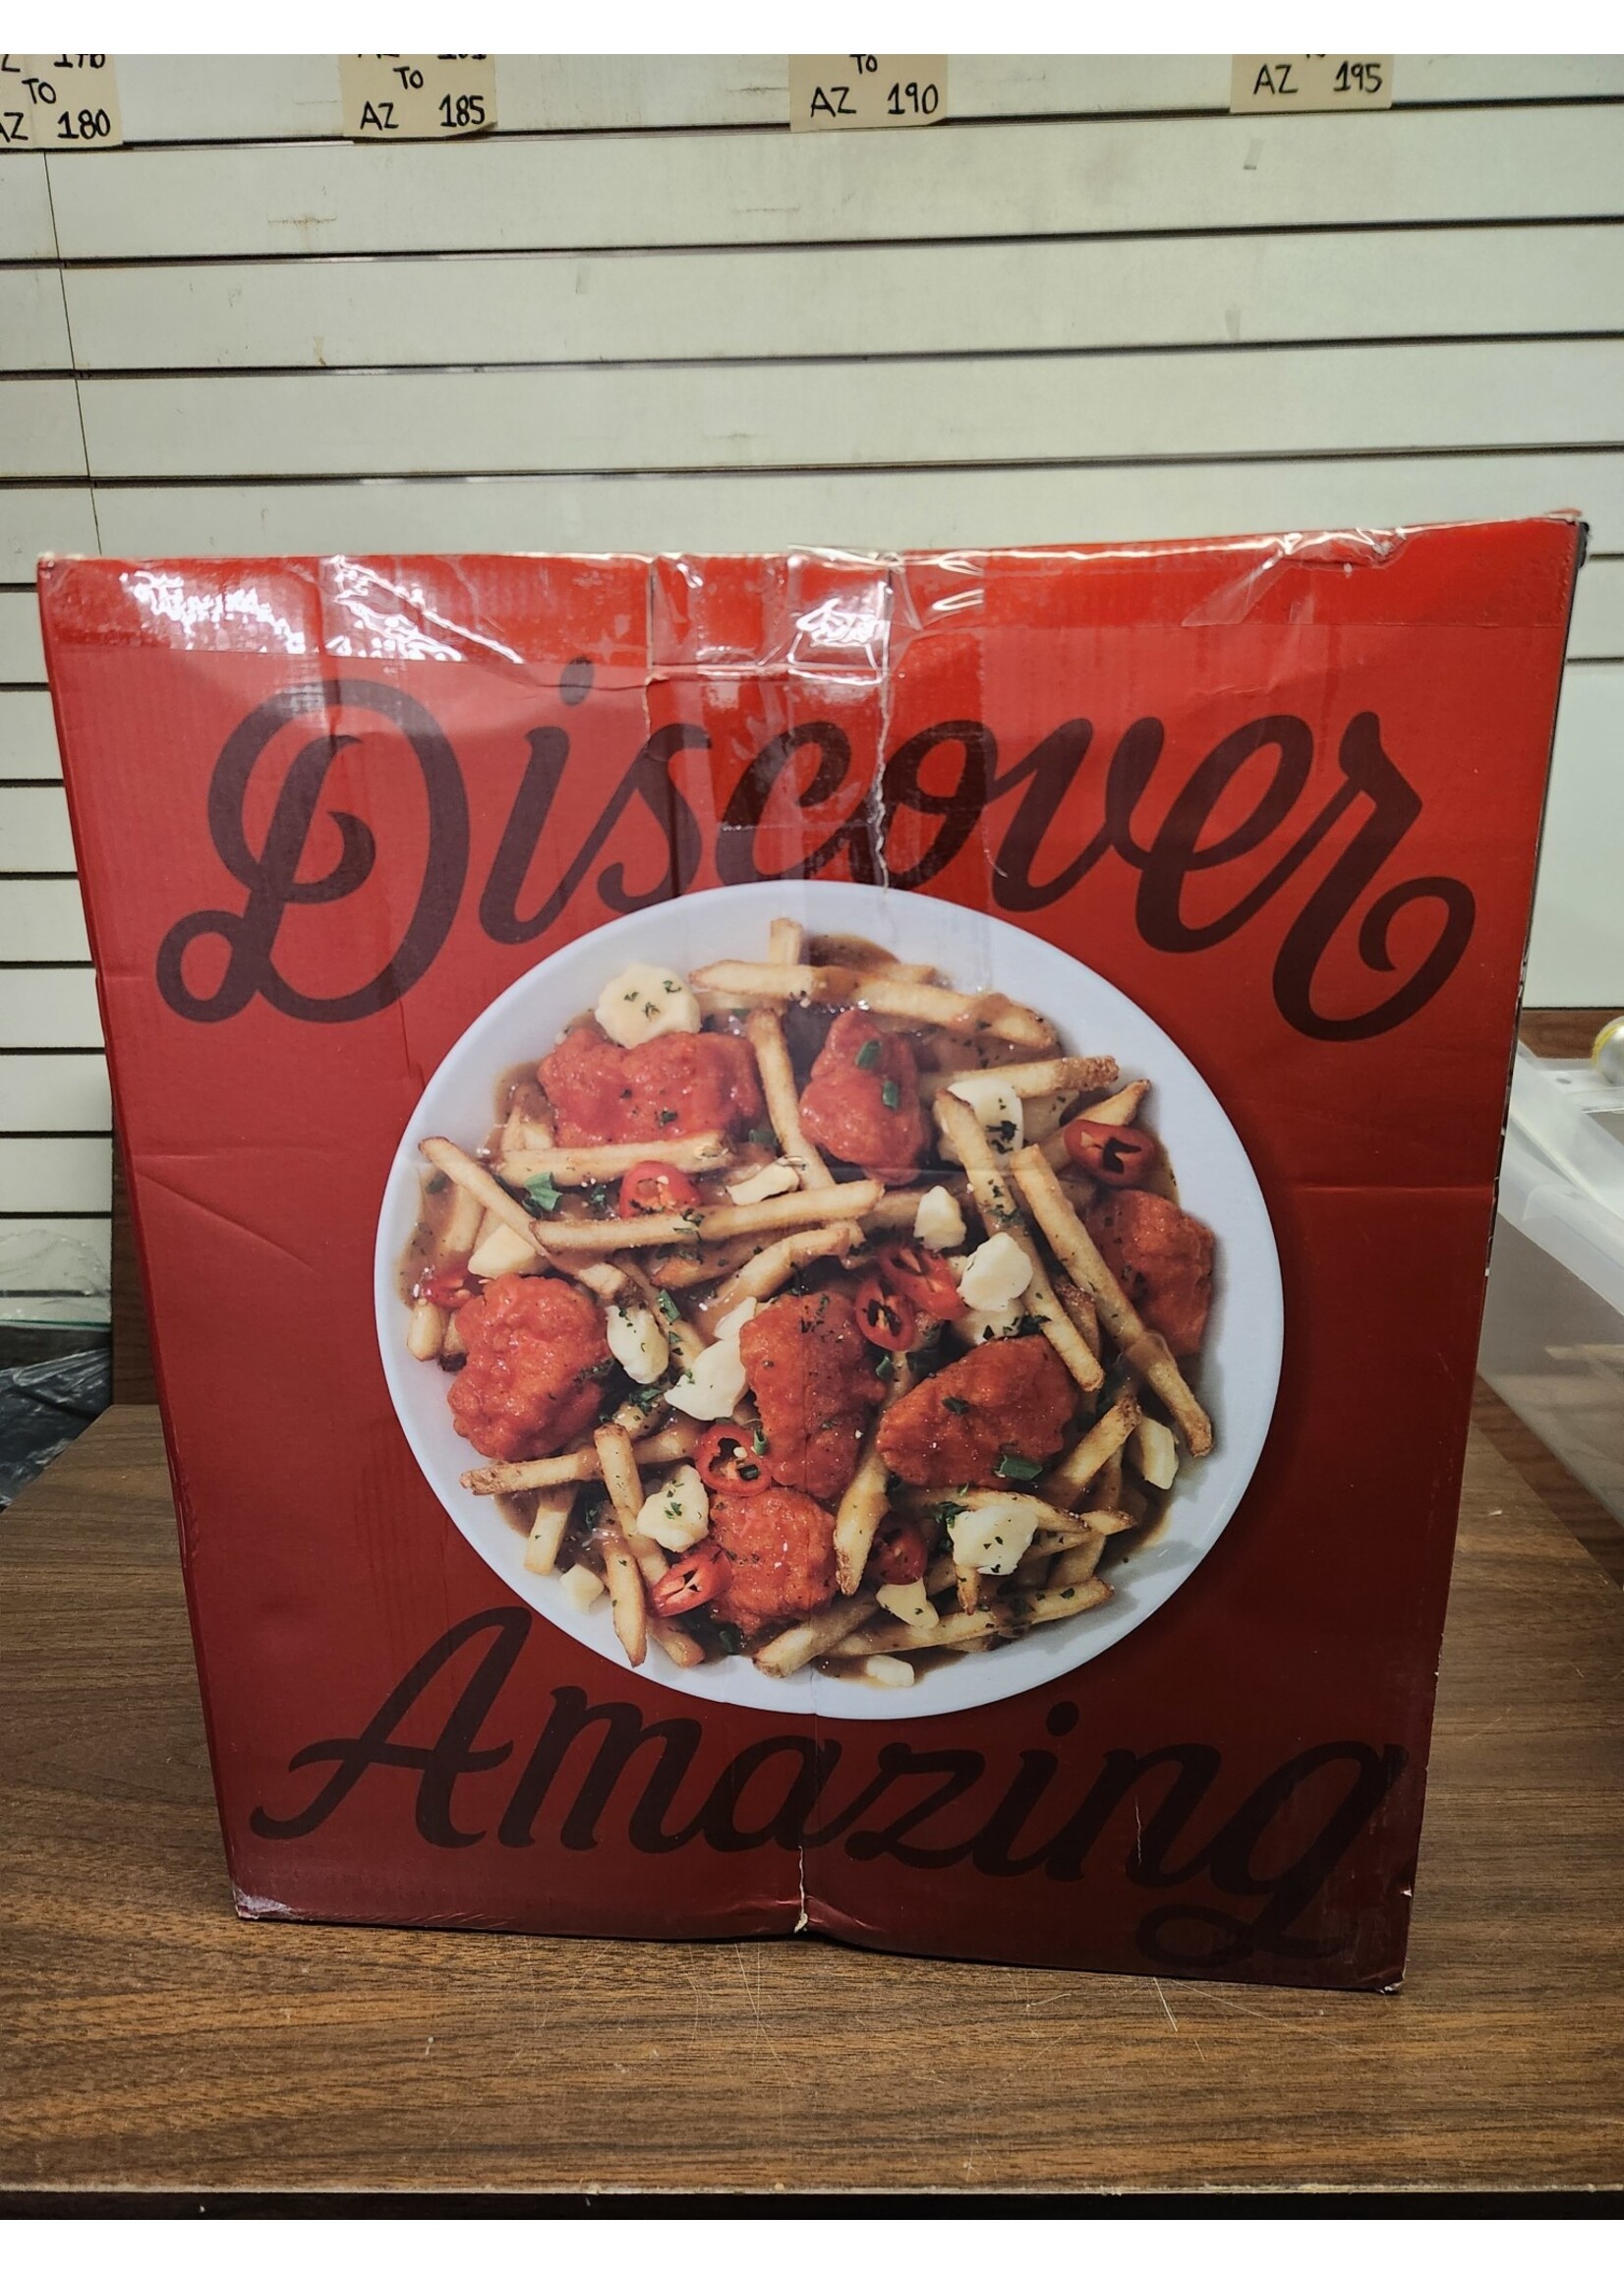 TO
AZ 180
TO
AZ 185
TO
AZ 190
AZ 195
Discover
Amazing